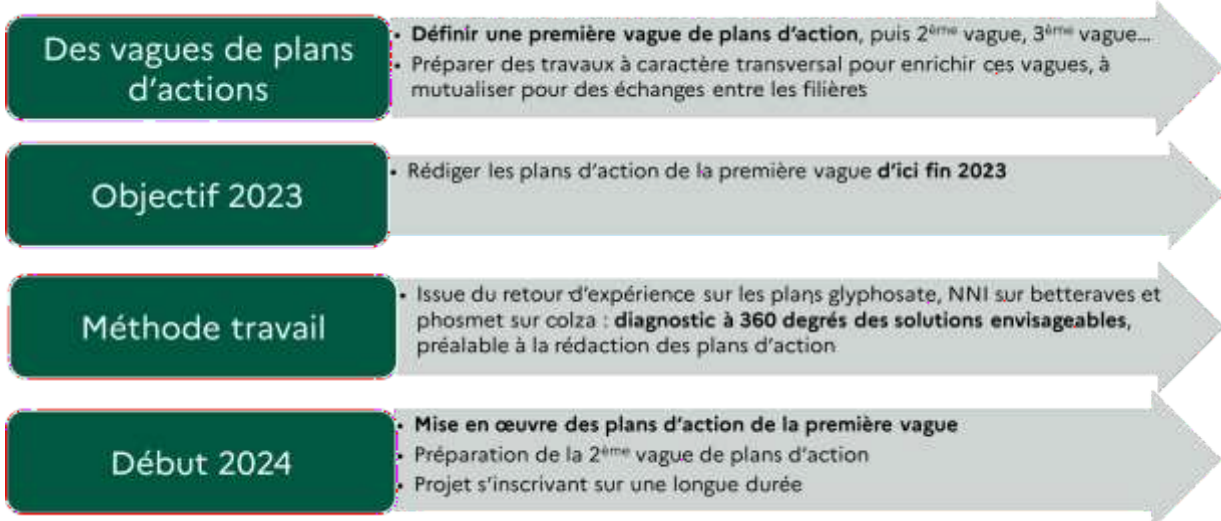 Des vagues de plans
d'actions
• Définir une première vague de plans d'action, puis 2ème vague, 3ème vague...
• Préparer des travaux à caractère transversal pour enrichir ces vagues, à
mutualiser pour des échanges entre les filières
Objectif 2023
• Rédiger les plans d'action de la première vague d'ici fin 2023
Méthode travail
• Issue du retour d'expérience sur les plans glyphosate, NNI sur betteraves et
phosmet sur colza : diagnostic à 360 degrés des solutions envisageables,
préalable à la rédaction des plans d'action
Début 2024
• Mise en œuvre des plans d'action de la première vague
• Préparation de la 2ème vague de plans d'action
• Projet s'inscrivant sur une longue durée